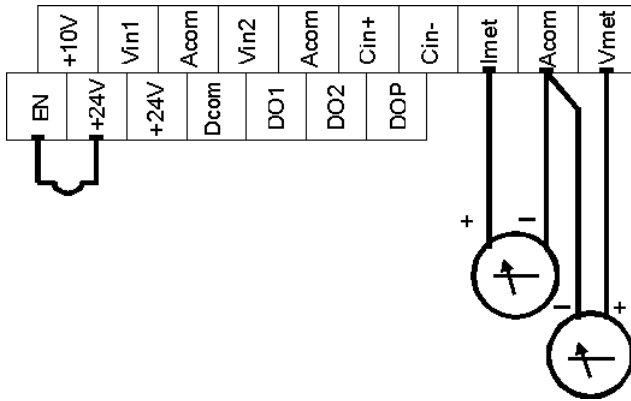 +10V Vin1 Acom Vin2 Acom Cin+ Cin- Imet Acom Vmet
EN +24V +24V Dcom DO1 DO2 DOP
+ −
− +